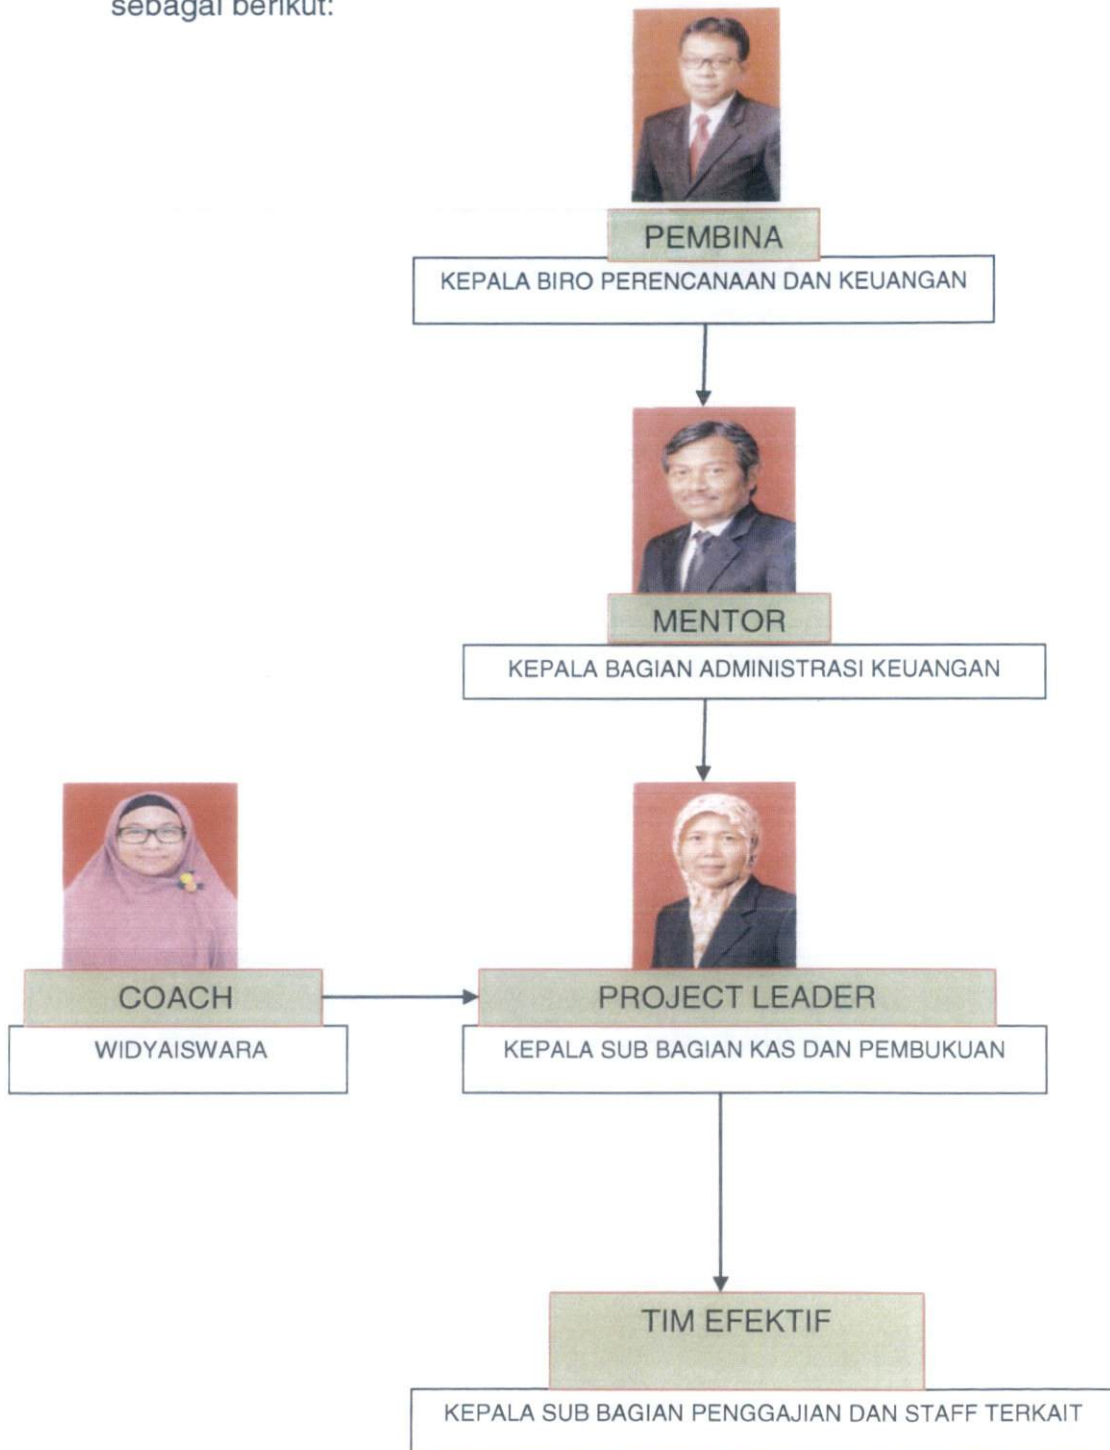 sebagai berikut:
PEMBINA
KEPALA BIRO PERENCANAAN DAN KEUANGAN
MENTOR
KEPALA BAGIAN ADMINISTRASI KEUANGAN
COACH
WIDYAISWARA
PROJECT LEADER
KEPALA SUB BAGIAN KAS DAN PEMBUKUAN
TIM EFEKTIF
KEPALA SUB BAGIAN PENGGAJIAN DAN STAFF TERKAIT